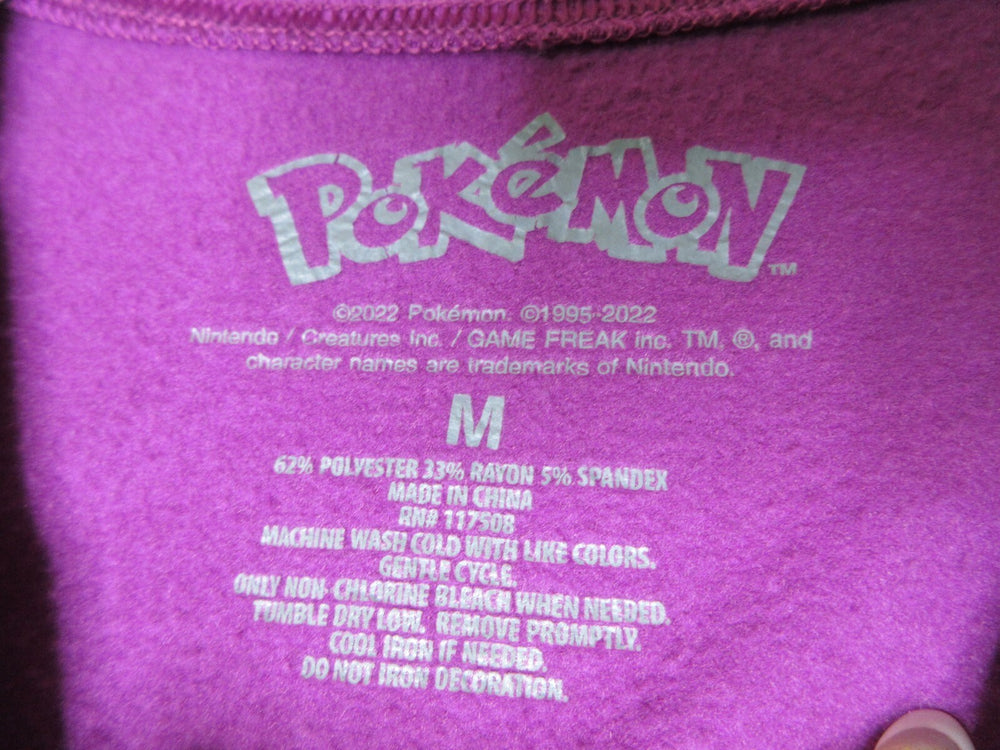 POKéMON™
©2022 Pokémon. ©1995-2022
Nintendo / Creatures Inc. / GAME FREAK inc. TM, ®, and
character names are trademarks of Nintendo.
M
62% POLYESTER 33% RAYON 5% SPANDEX
MADE IN CHINA
RN# 117508
MACHINE WASH COLD WITH LIKE COLORS.
GENTLE CYCLE.
ONLY NON-CHLORINE BLEACH WHEN NEEDED.
TUMBLE DRY LOW. REMOVE PROMPTLY.
COOL IRON IF NEEDED.
DO NOT IRON DECORATION.